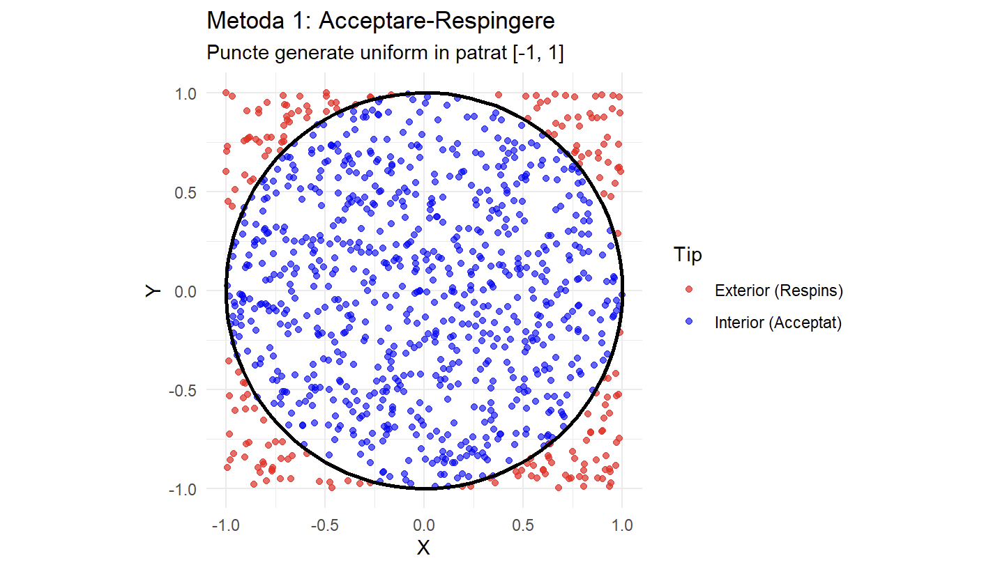 Metoda 1: Acceptare-Respingere
Puncte generate uniform in patrat [-1, 1]
1.0
0.5
0.0
-0.5
-1.0
Y
-1.0 -0.5 0.0 0.5 1.0
X
Tip
Exterior (Respins)
Interior (Acceptat)